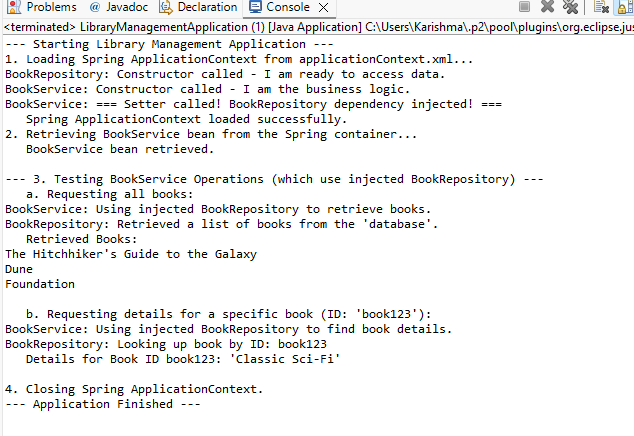 Problems @ Javadoc Declaration Console
<terminated> LibraryManagementApplication (1) [Java Application] C:\Users\Karishma\.p2\pool\plugins\org.eclipse.jus
--- Starting Library Management Application ---
1. Loading Spring ApplicationContext from applicationContext.xml...
BookRepository: Constructor called - I am ready to access data.
BookService: Constructor called - I am the business logic.
BookService: === Setter called! BookRepository dependency injected! ===
   Spring ApplicationContext loaded successfully.
2. Retrieving BookService bean from the Spring container...
   BookService bean retrieved.

--- 3. Testing BookService Operations (which use injected BookRepository) ---
   a. Requesting all books:
BookService: Using injected BookRepository to retrieve books.
BookRepository: Retrieved a list of books from the 'database'.
   Retrieved Books:
The Hitchhiker's Guide to the Galaxy
Dune
Foundation

   b. Requesting details for a specific book (ID: 'book123'):
BookService: Using injected BookRepository to find book details.
BookRepository: Looking up book by ID: book123
   Details for Book ID book123: 'Classic Sci-Fi'

4. Closing Spring ApplicationContext.
--- Application Finished ---